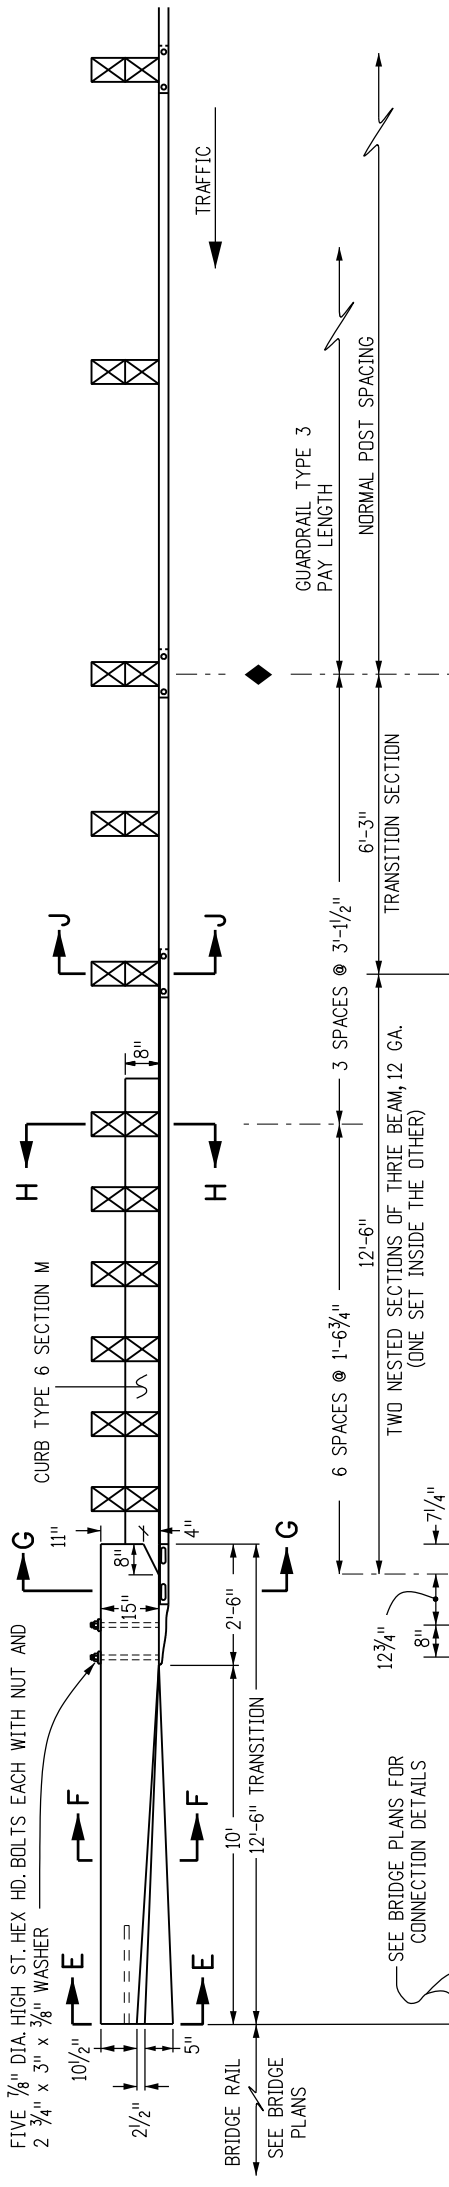 FIVE 7/8" DIA. HIGH ST. HEX HD. BOLTS EACH WITH NUT AND
2 3/4" x 3" x 3/8" WASHER
CURB TYPE 6 SECTION M
E
F
G
H
J
8"
11"
15"
8"
4"
10 1/2"
2 1/2"
5"
E
F
G
H
J
TRAFFIC
BRIDGE RAIL
SEE BRIDGE
PLANS
10'
2'-6"
12'-6" TRANSITION
GUARDRAIL TYPE 3
PAY LENGTH
6 SPACES @ 1'-6 3/4"
3 SPACES @ 3'-1 1/2"
NORMAL POST SPACING
12'-6"
TWO NESTED SECTIONS OF THRIE BEAM, 12 GA.
(ONE SET INSIDE THE OTHER)
6'-3"
TRANSITION SECTION
12 3/4"
8"
7 1/4"
SEE BRIDGE PLANS FOR
CONNECTION DETAILS